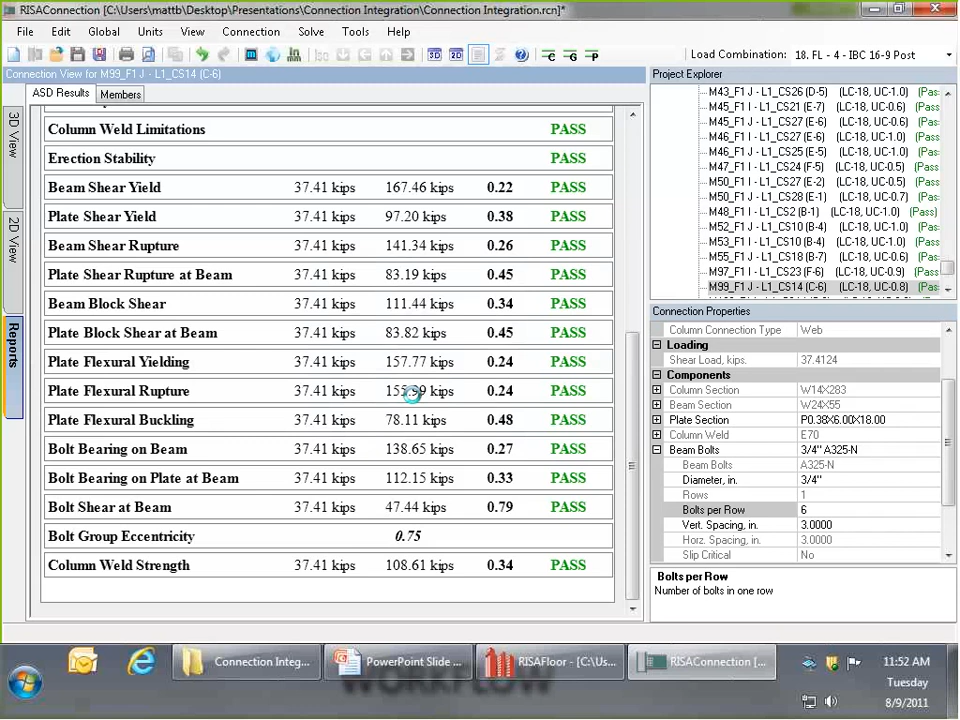 RISAConnection - [C:\Users\mattb\Desktop\Presentations\Connection Integration\Connection Integration.rcn]*
File Edit Global Units View Connection Solve Tools Help
3D 2D C G P Load Combination: 18. FL - 4 - IBC 16-9 Post
Connection View for M99_F1 J - L1_CS14 (C-6)
Project Explorer
ASD Results Members
3D View
2D View
Reports
Column Weld Limitations PASS
Erection Stability PASS
Beam Shear Yield 37.41 kips 167.46 kips 0.22 PASS
Plate Shear Yield 37.41 kips 97.20 kips 0.38 PASS
Beam Shear Rupture 37.41 kips 141.34 kips 0.26 PASS
Plate Shear Rupture at Beam 37.41 kips 83.19 kips 0.45 PASS
Beam Block Shear 37.41 kips 111.44 kips 0.34 PASS
Plate Block Shear at Beam 37.41 kips 83.82 kips 0.45 PASS
Plate Flexural Yielding 37.41 kips 157.77 kips 0.24 PASS
Plate Flexural Rupture 37.41 kips kips 0.24 PASS
Plate Flexural Buckling 37.41 kips 78.11 kips 0.48 PASS
Bolt Bearing on Beam 37.41 kips 138.65 kips 0.27 PASS
Bolt Bearing on Plate at Beam 37.41 kips 112.15 kips 0.33 PASS
Bolt Shear at Beam 37.41 kips 47.44 kips 0.79 PASS
Bolt Group Eccentricity 0.75
Column Weld Strength 37.41 kips 108.61 kips 0.34 PASS
M43_F1 J - L1_CS26 (D-5) (LC-18, UC-1.0) (Pas
M45_F1 J - L1_CS21 (E-7) (LC-18, UC-0.6) (Pas
M45_F1 I - L1_CS27 (E-6) (LC-18, UC-0.6) (Pas
M46_F1 J - L1_CS27 (E-6) (LC-18, UC-1.0) (Pas
M46_F1 I - L1_CS25 (E-5) (LC-18, UC-1.0) (Pas
M47_F1 J - L1_CS24 (F-5) (LC-18, UC-0.5) (Pas
M50_F1 J - L1_CS27 (E-2) (LC-18, UC-0.5) (Pas
M50_F1 I - L1_CS28 (E-1) (LC-18, UC-0.7) (Pas
M48_F1 I - L1_CS2 (B-1) (LC-18, UC-1.0) (Pass)
M52_F1 J - L1_CS10 (B-4) (LC-18, UC-1.0) (Pas
M53_F1 I - L1_CS10 (B-4) (LC-18, UC-1.0) (Pas
M55_F1 J - L1_CS18 (B-7) (LC-18, UC-0.6) (Pas
M97_F1 J - L1_CS23 (F-6) (LC-18, UC-0.9) (Pas
M99_F1 J - L1_CS14 (C-6) (LC-18, UC-0.8) (Pas
Connection Properties
Column Connection Type Web
Loading
Shear Load, kips. 37.4124
Components
Column Section W14X283
Beam Section W24X55
Plate Section P0.38X6.00X18.00
Column Weld E70
Beam Bolts 3/4" A325-N
Beam Bolts A325-N
Diameter, in. 3/4"
Rows 1
Bolts per Row 6
Vert. Spacing, in. 3.0000
Horz. Spacing, in. 3.0000
Slip Critical No
Bolts per Row
Number of bolts in one row
Connection Integ... PowerPoint Slide ... RISAFloor - [C:\Us... RISAConnection [...
11:52 AM
Tuesday
8/9/2011
WORKFLOW